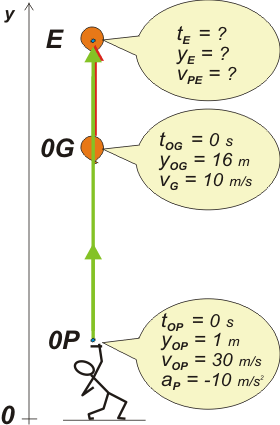 y
E
t_E = ?
y_E = ?
v_PE = ?
0G
t_OG = 0 s
y_OG = 16 m
v_G = 10 m/s
0P
t_OP = 0 s
y_OP = 1 m
v_OP = 30 m/s
a_P = -10 m/s²
0